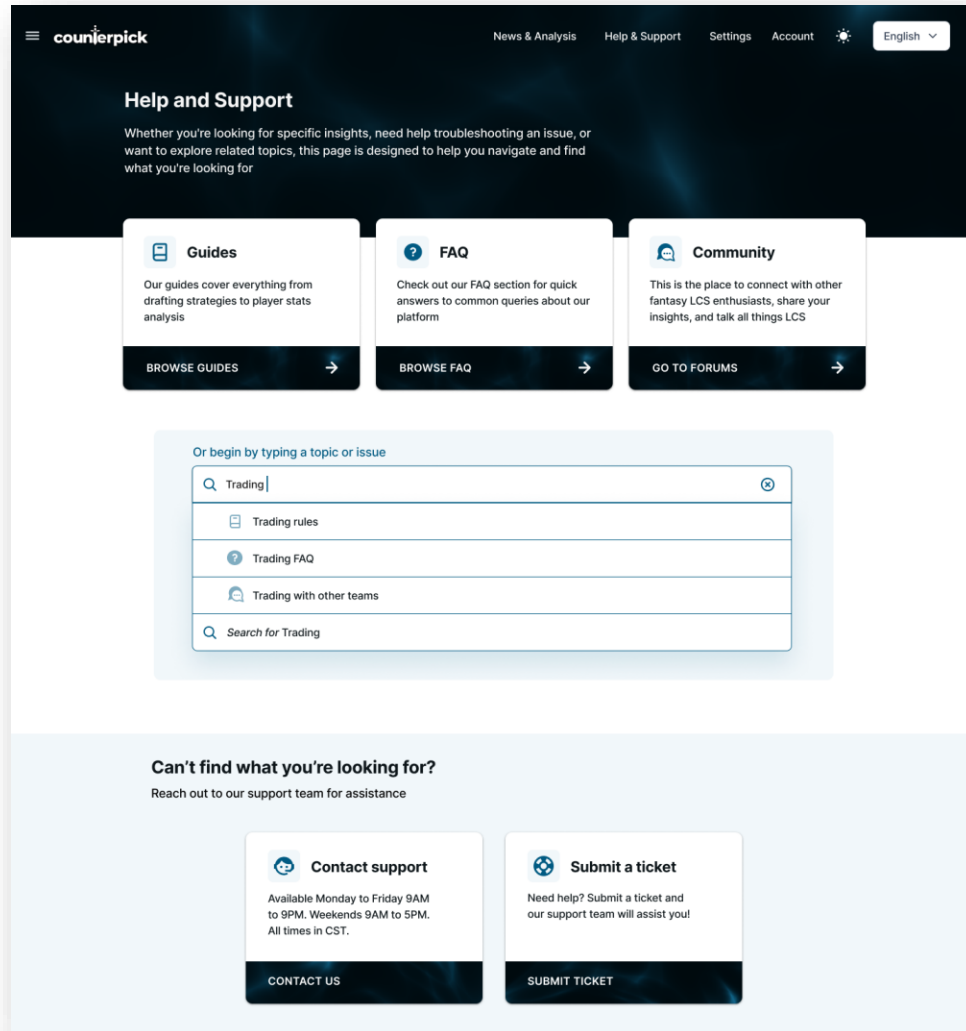 counterpick
News & Analysis
Help & Support
Settings
Account
English
Help and Support
Whether you're looking for specific insights, need help troubleshooting an issue, or
want to explore related topics, this page is designed to help you navigate and find
what you're looking for
Guides
Our guides cover everything from
drafting strategies to player stats
analysis
BROWSE GUIDES
FAQ
Check out our FAQ section for quick
answers to common queries about our
platform
BROWSE FAQ
Community
This is the place to connect with other
fantasy LCS enthusiasts, share your
insights, and talk all things LCS
GO TO FORUMS
Or begin by typing a topic or issue
Trading
Trading rules
Trading FAQ
Trading with other teams
Search for Trading
Can't find what you're looking for?
Reach out to our support team for assistance
Contact support
Available Monday to Friday 9AM
to 9PM. Weekends 9AM to 5PM.
All times in CST.
CONTACT US
Submit a ticket
Need help? Submit a ticket and
our support team will assist you!
SUBMIT TICKET